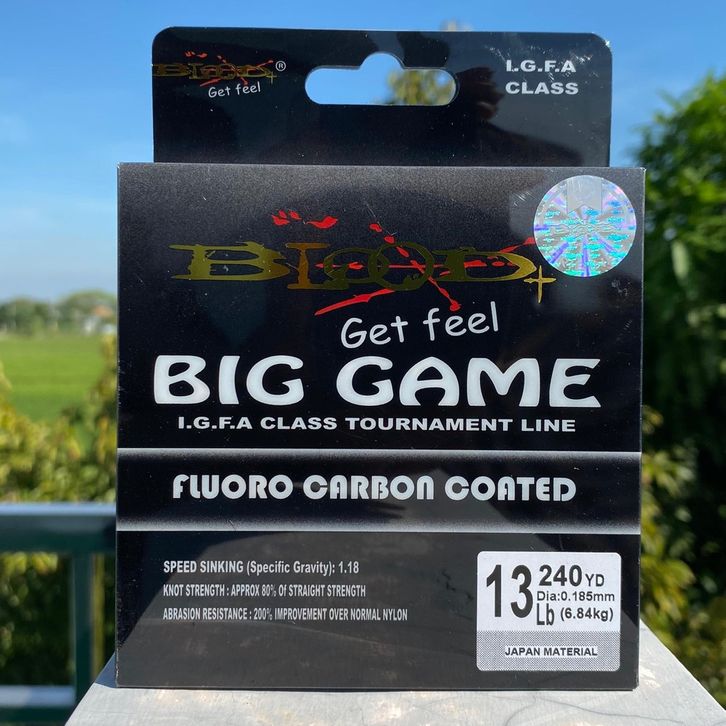 BLOOD+®
Get feel
I.G.F.A
CLASS
BLOOD+
Get feel
BIG GAME
I.G.F.A CLASS TOURNAMENT LINE
FLUORO CARBON COATED
SPEED SINKING (Specific Gravity): 1.18
KNOT STRENGTH : APPROX 80% OF STRAIGHT STRENGTH
ABRASION RESISTANCE : 200% IMPROVEMENT OVER NORMAL NYLON
13 Lb
240 YD
Dia:0.185mm
(6.84kg)
JAPAN MATERIAL